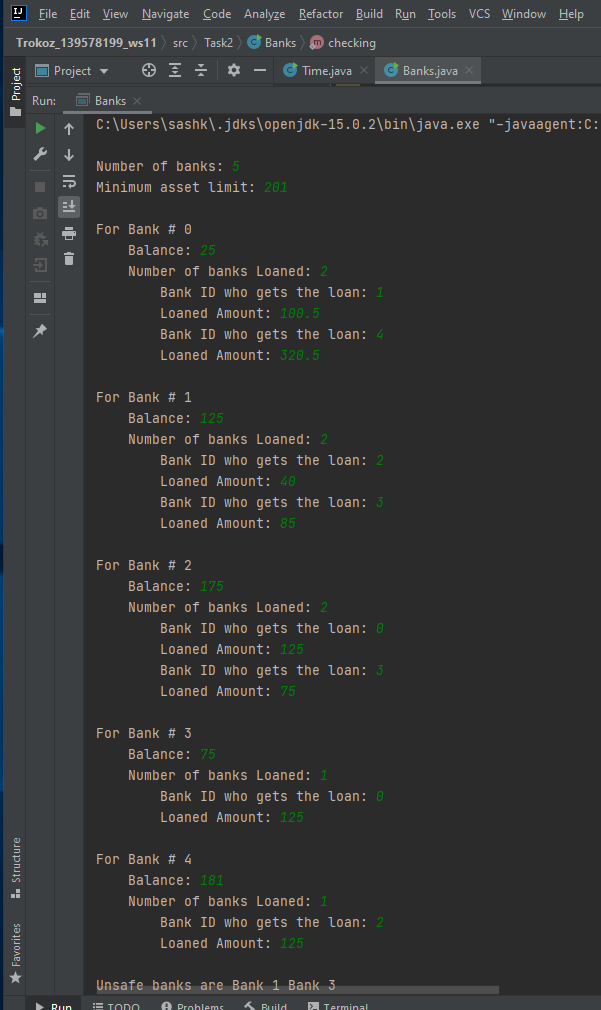 IJ File Edit View Navigate Code Analyze Refactor Build Run Tools VCS Window Help
Trokoz_139578199_ws11 src Task2 Banks checking
Project
Project Time.java Banks.java
Run: Banks
C:\Users\sashk\.jdks\openjdk-15.0.2\bin\java.exe "-javaagent:C:
Number of banks: 5
Minimum asset limit: 201
For Bank # 0
Balance: 25
Number of banks Loaned: 2
Bank ID who gets the loan: 1
Loaned Amount: 100.5
Bank ID who gets the loan: 4
Loaned Amount: 320.5
For Bank # 1
Balance: 125
Number of banks Loaned: 2
Bank ID who gets the loan: 2
Loaned Amount: 40
Bank ID who gets the loan: 3
Loaned Amount: 85
For Bank # 2
Balance: 175
Number of banks Loaned: 2
Bank ID who gets the loan: 0
Loaned Amount: 125
Bank ID who gets the loan: 3
Loaned Amount: 75
For Bank # 3
Balance: 75
Number of banks Loaned: 1
Bank ID who gets the loan: 0
Loaned Amount: 125
For Bank # 4
Balance: 181
Number of banks Loaned: 1
Bank ID who gets the loan: 2
Loaned Amount: 125
Unsafe banks are Bank 1 Bank 3
Structure
Favorites
Run TODO Problems Build Terminal